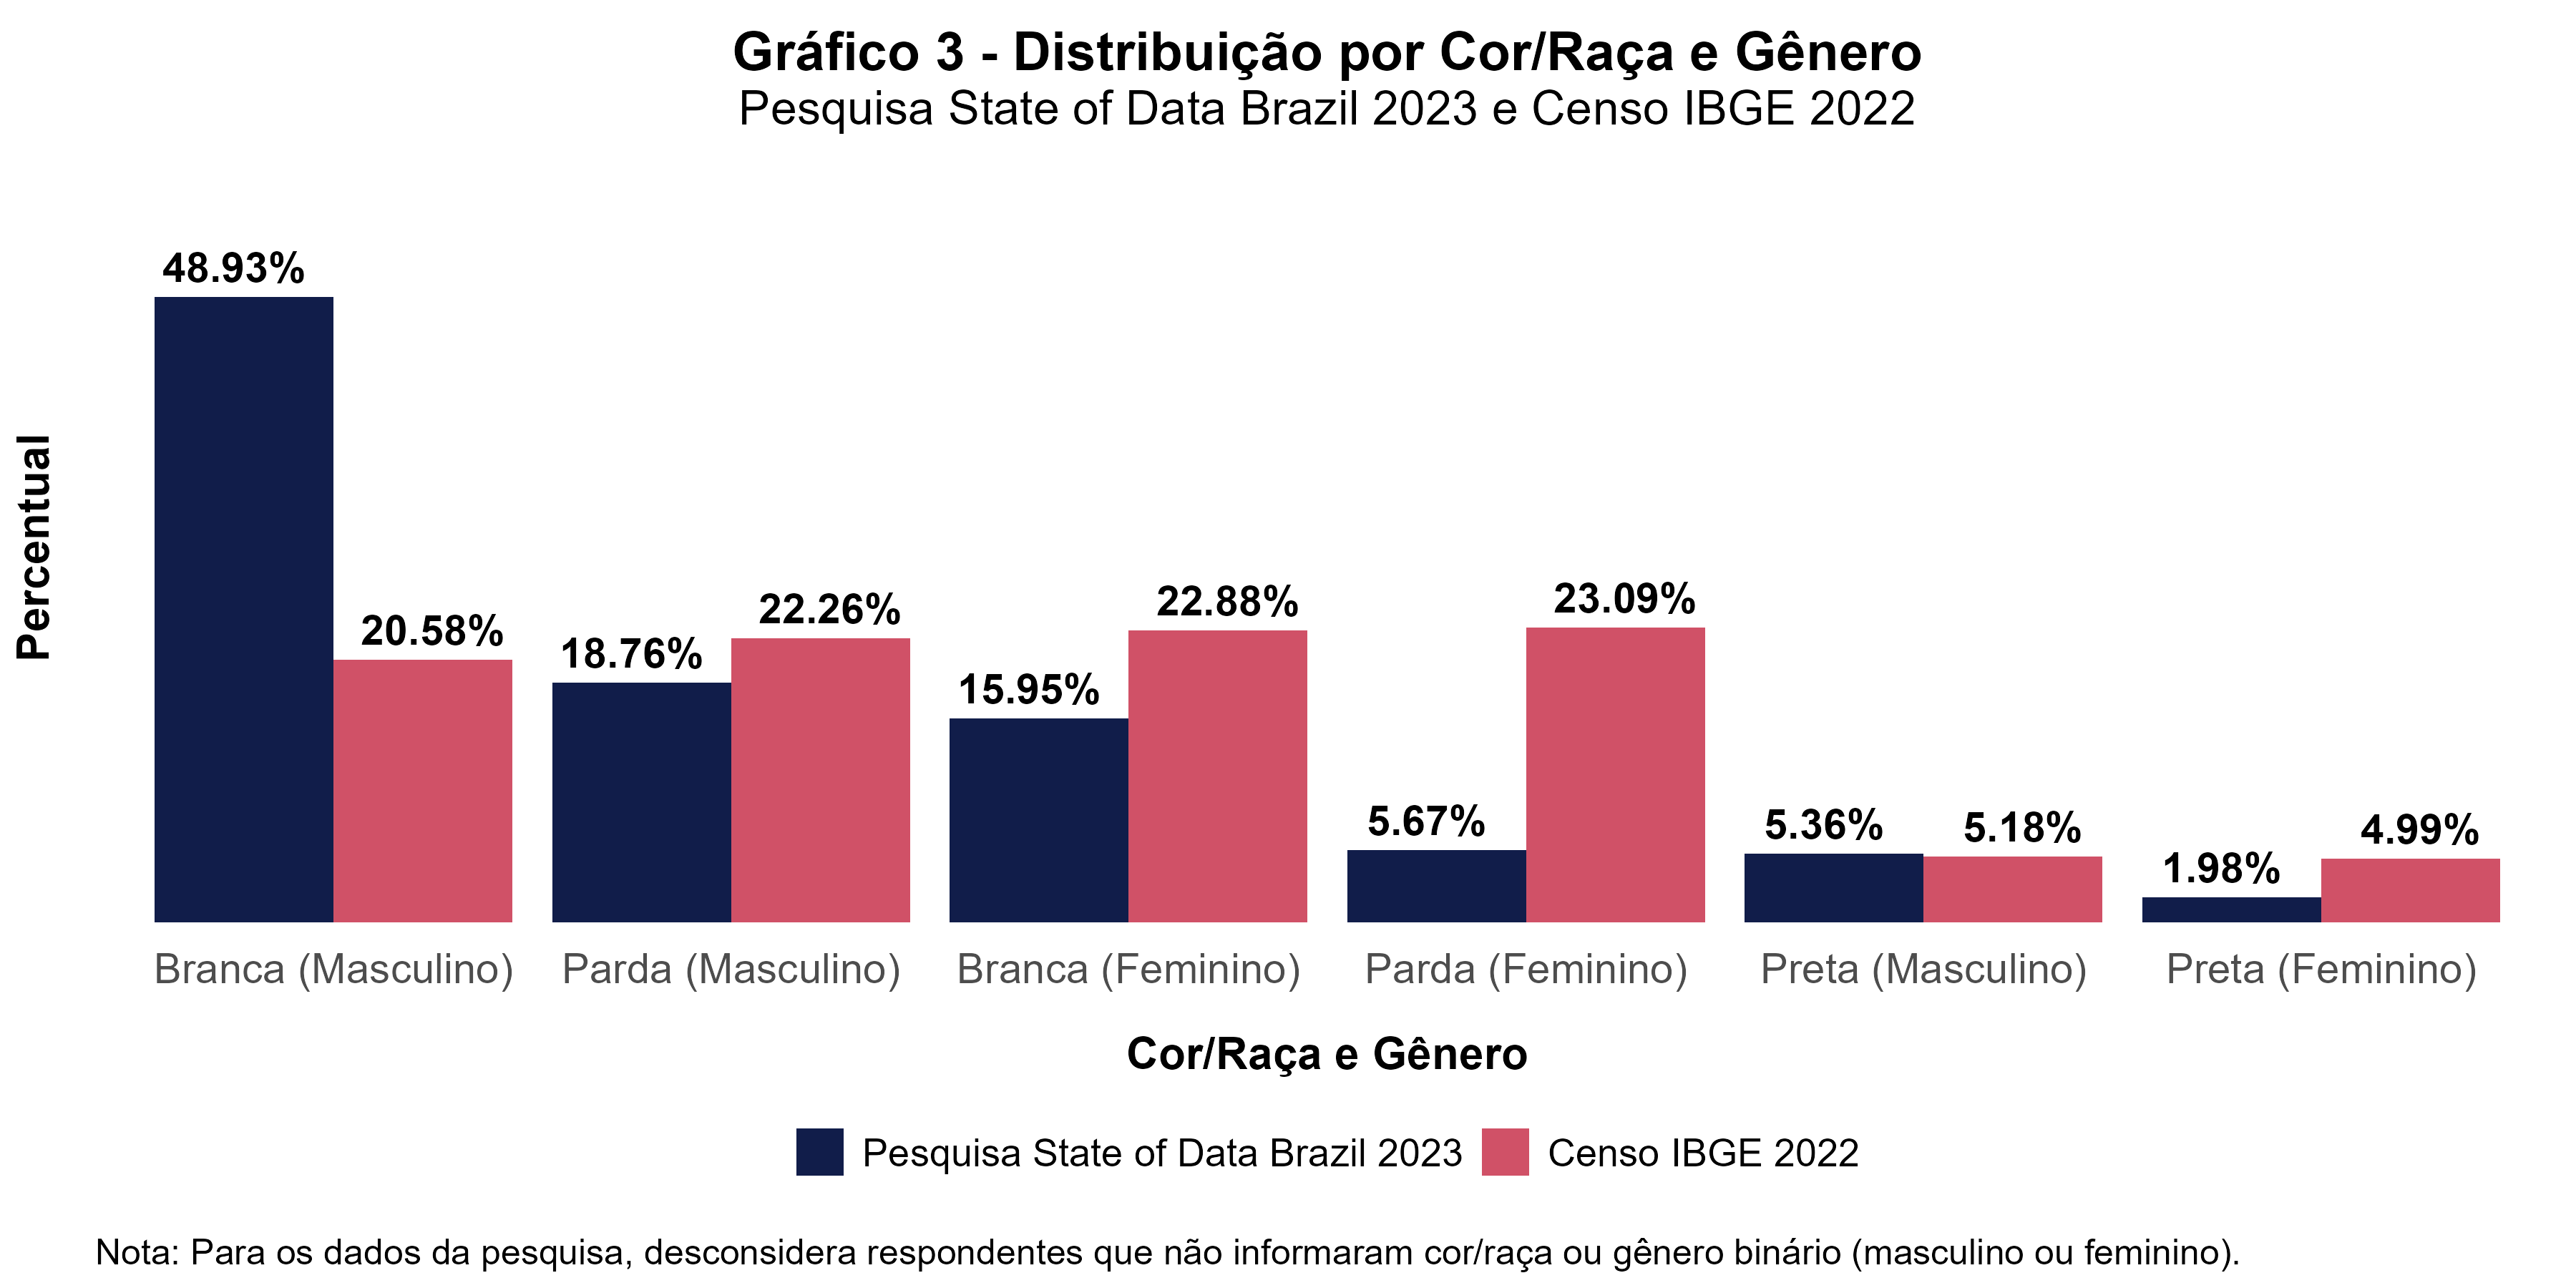 Gráfico 3 - Distribuição por Cor/Raça e Gênero
Pesquisa State of Data Brazil 2023 e Censo IBGE 2022
Percentual
48.93%
20.58%
18.76%
22.26%
15.95%
22.88%
5.67%
23.09%
5.36%
5.18%
1.98%
4.99%
Branca (Masculino)
Parda (Masculino)
Branca (Feminino)
Parda (Feminino)
Preta (Masculino)
Preta (Feminino)
Cor/Raça e Gênero
Pesquisa State of Data Brazil 2023
Censo IBGE 2022
Nota: Para os dados da pesquisa, desconsidera respondentes que não informaram cor/raça ou gênero binário (masculino ou feminino).